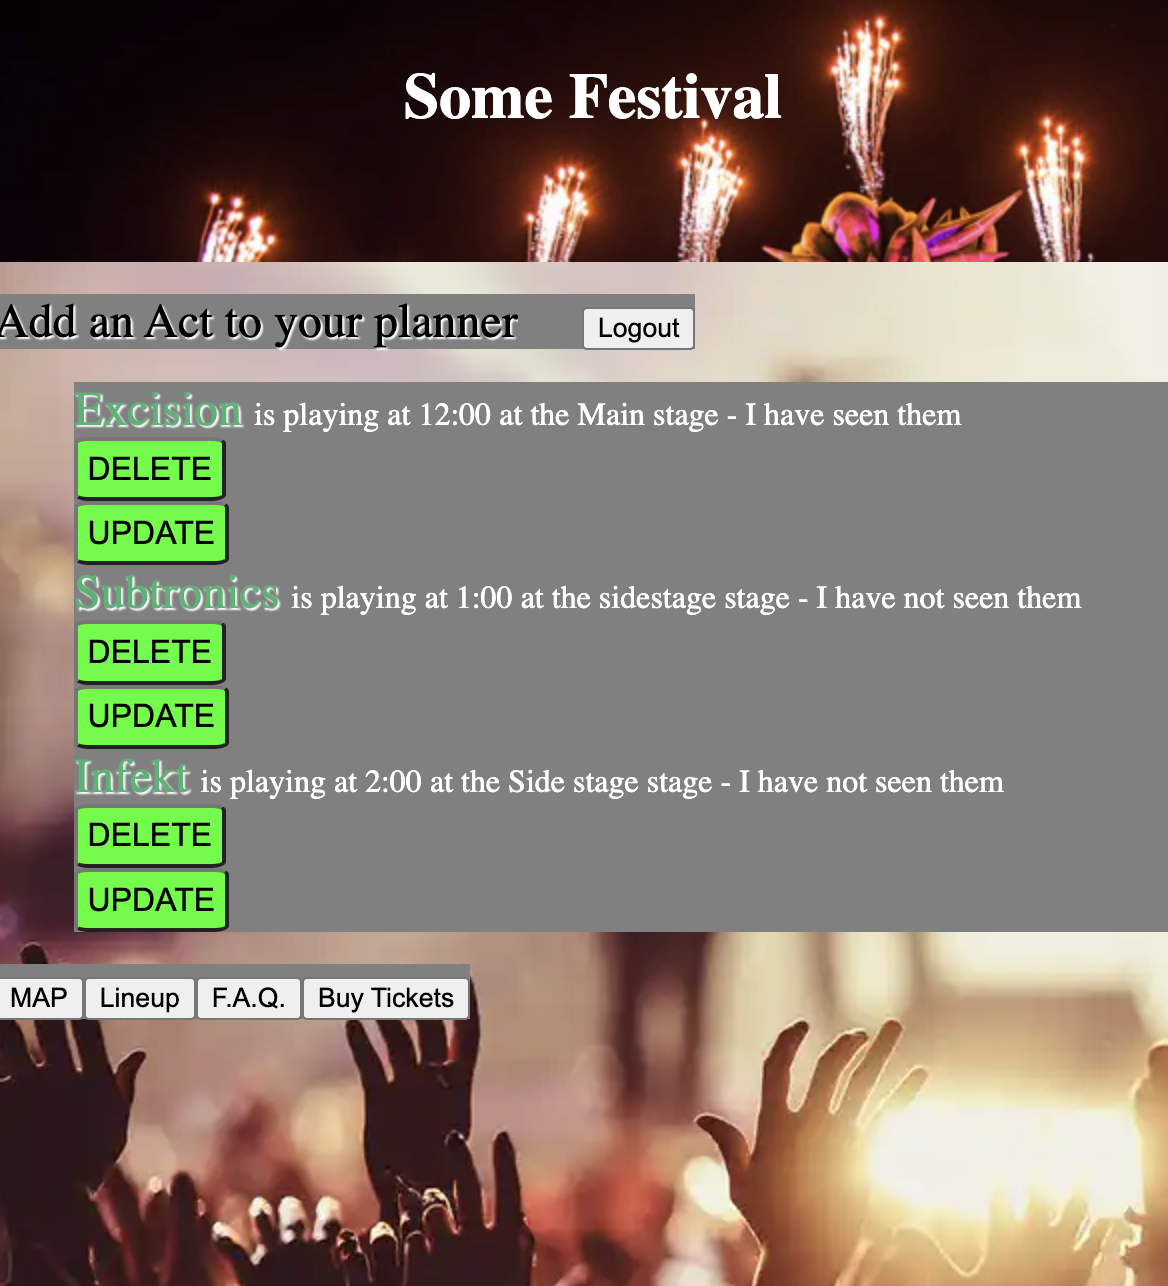 Some Festival
Add an Act to your planner Logout
Excision is playing at 12:00 at the Main stage - I have seen them
DELETE
UPDATE
Subtronics is playing at 1:00 at the sidestage stage - I have not seen them
DELETE
UPDATE
Infekt is playing at 2:00 at the Side stage stage - I have not seen them
DELETE
UPDATE
MAP Lineup F.A.Q. Buy Tickets